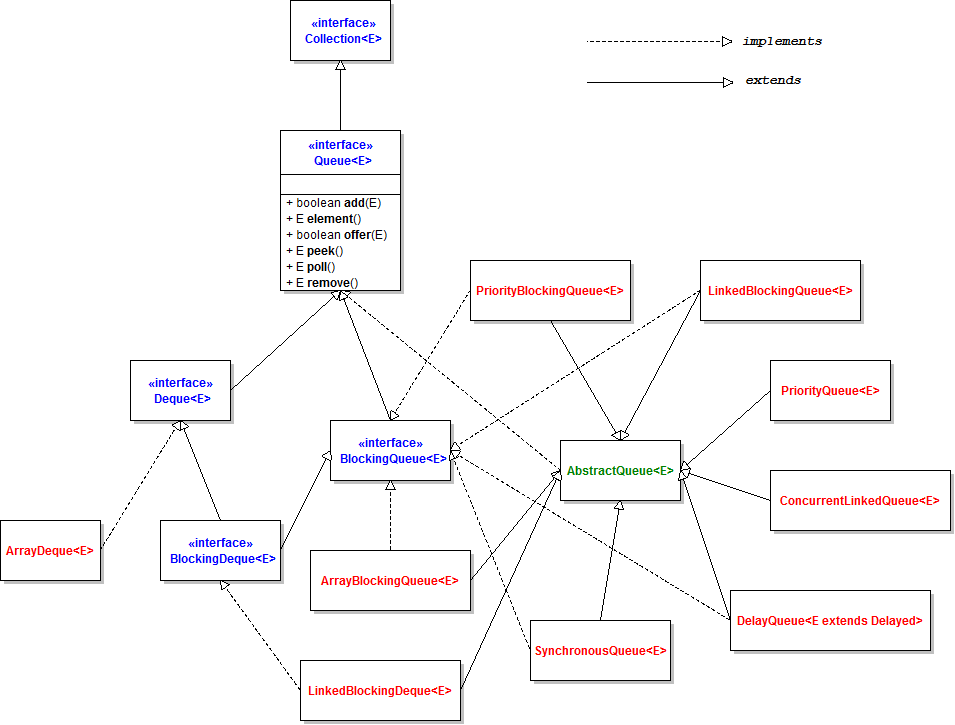 «interface»
Collection<E>
implements
extends
«interface»
Queue<E>
+ boolean add(E)
+ E element()
+ boolean offer(E)
+ E peek()
+ E poll()
+ E remove()
PriorityBlockingQueue<E>
LinkedBlockingQueue<E>
«interface»
Deque<E>
PriorityQueue<E>
«interface»
BlockingQueue<E>
AbstractQueue<E>
ConcurrentLinkedQueue<E>
ArrayDeque<E>
«interface»
BlockingDeque<E>
ArrayBlockingQueue<E>
DelayQueue<E extends Delayed>
SynchronousQueue<E>
LinkedBlockingDeque<E>